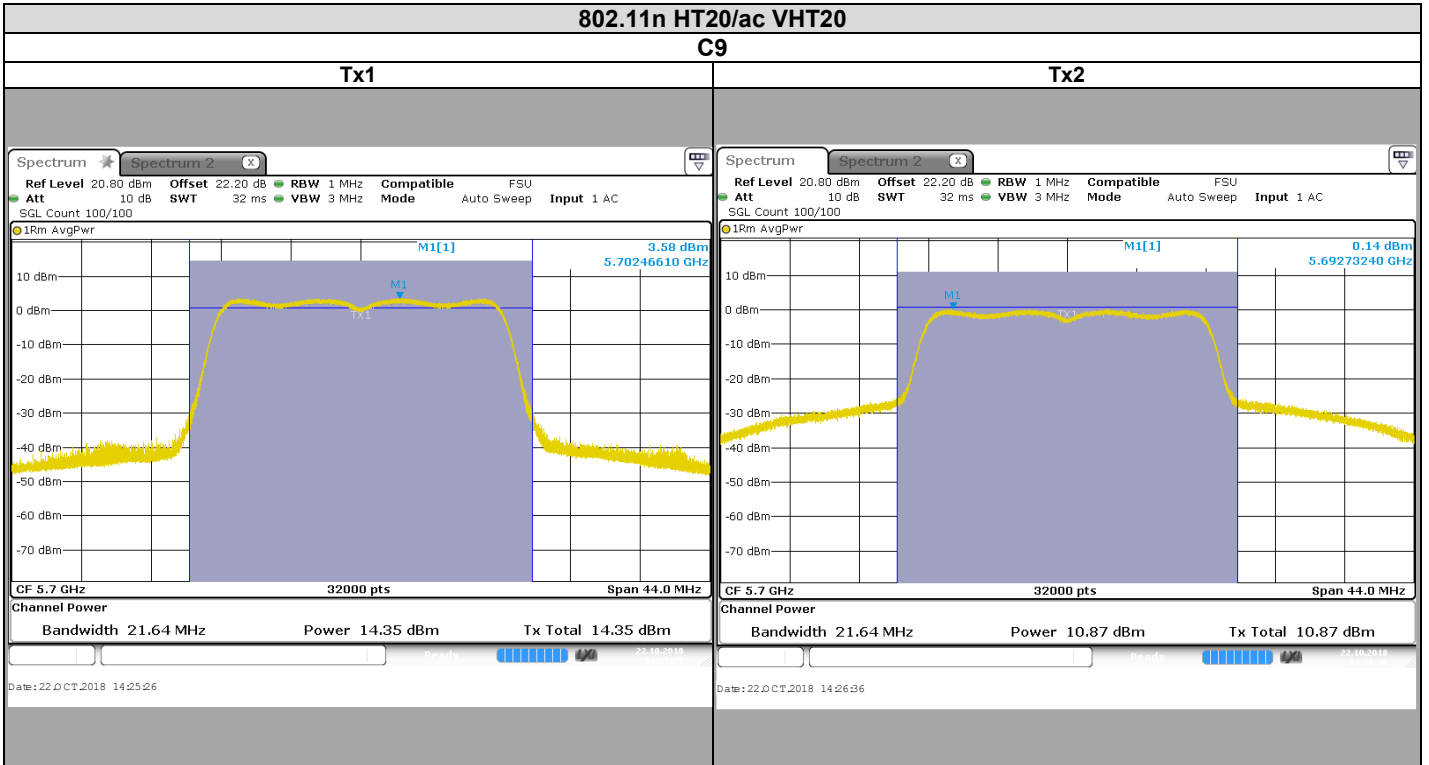 802.11n HT20/ac VHT20
C9
Tx1
Tx2
Spectrum Spectrum 2 X
Ref Level 20.80 dBm Offset 22.20 dB RBW 1 MHz Compatible FSU
Att 10 dB SWT 32 ms VBW 3 MHz Mode Auto Sweep Input 1 AC
SGL Count 100/100
1Rm AvgPwr
M1[1] 3.58 dBm
5.70246610 GHz
10 dBm
M1
0 dBm
TX1
-10 dBm
-20 dBm
-30 dBm
-40 dBm
-50 dBm
-60 dBm
-70 dBm
CF 5.7 GHz 32000 pts Span 44.0 MHz
Channel Power
Bandwidth 21.64 MHz Power 14.35 dBm Tx Total 14.35 dBm
Ready 22.10.2018
Date: 22.OCT.2018 14:25:26
Spectrum Spectrum 2 X
Ref Level 20.80 dBm Offset 22.20 dB RBW 1 MHz Compatible FSU
Att 10 dB SWT 32 ms VBW 3 MHz Mode Auto Sweep Input 1 AC
SGL Count 100/100
1Rm AvgPwr
M1[1] 0.14 dBm
5.69273240 GHz
10 dBm
M1
0 dBm
TX1
-10 dBm
-20 dBm
-30 dBm
-40 dBm
-50 dBm
-60 dBm
-70 dBm
CF 5.7 GHz 32000 pts Span 44.0 MHz
Channel Power
Bandwidth 21.64 MHz Power 10.87 dBm Tx Total 10.87 dBm
Ready 22.10.2018
Date: 22.OCT.2018 14:26:36